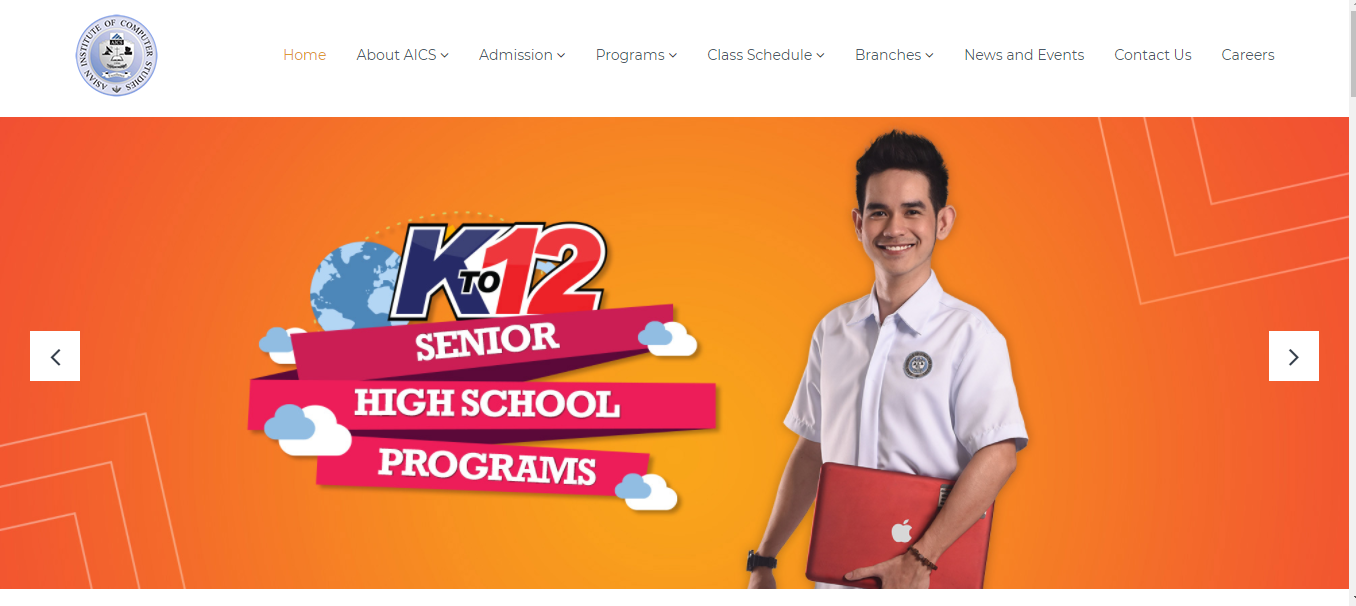 ASIAN INSTITUTE OF COMPUTER STUDIES
AICS
Home
About AICS
Admission
Programs
Class Schedule
Branches
News and Events
Contact Us
Careers
K TO 12
SENIOR
HIGH SCHOOL
PROGRAMS